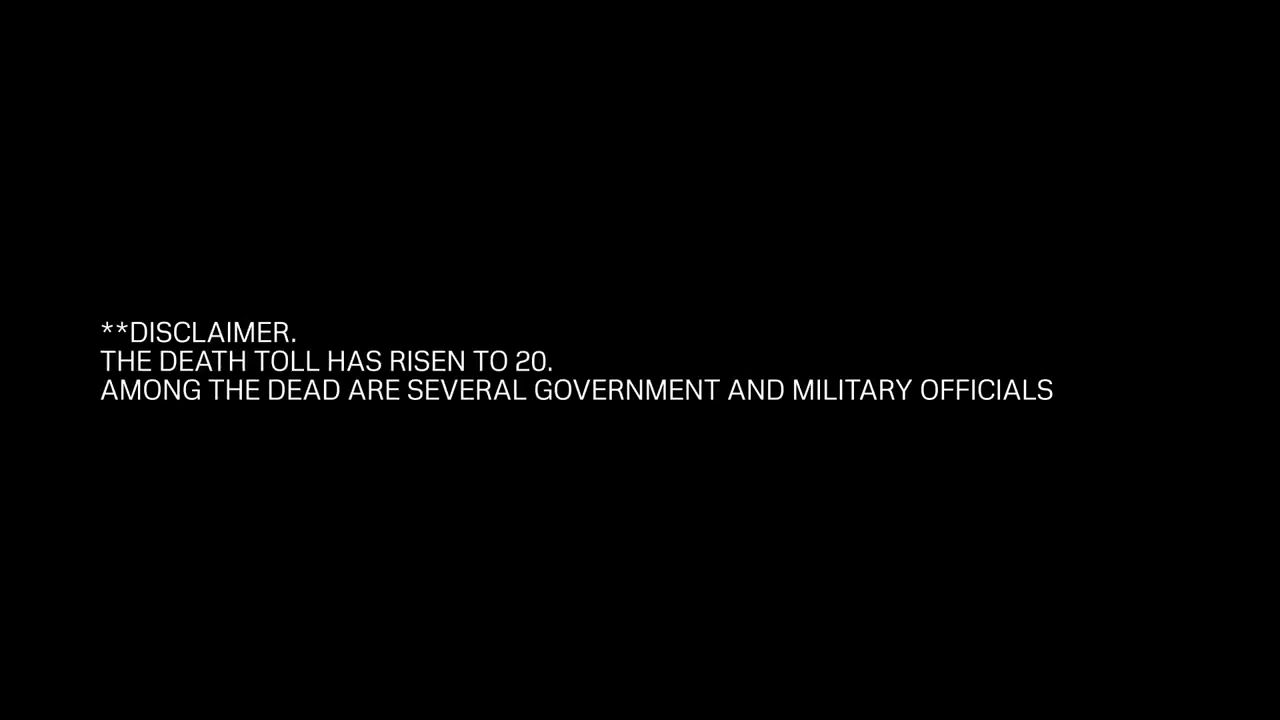 **DISCLAIMER.
THE DEATH TOLL HAS RISEN TO 20.
AMONG THE DEAD ARE SEVERAL GOVERNMENT AND MILITARY OFFICIALS